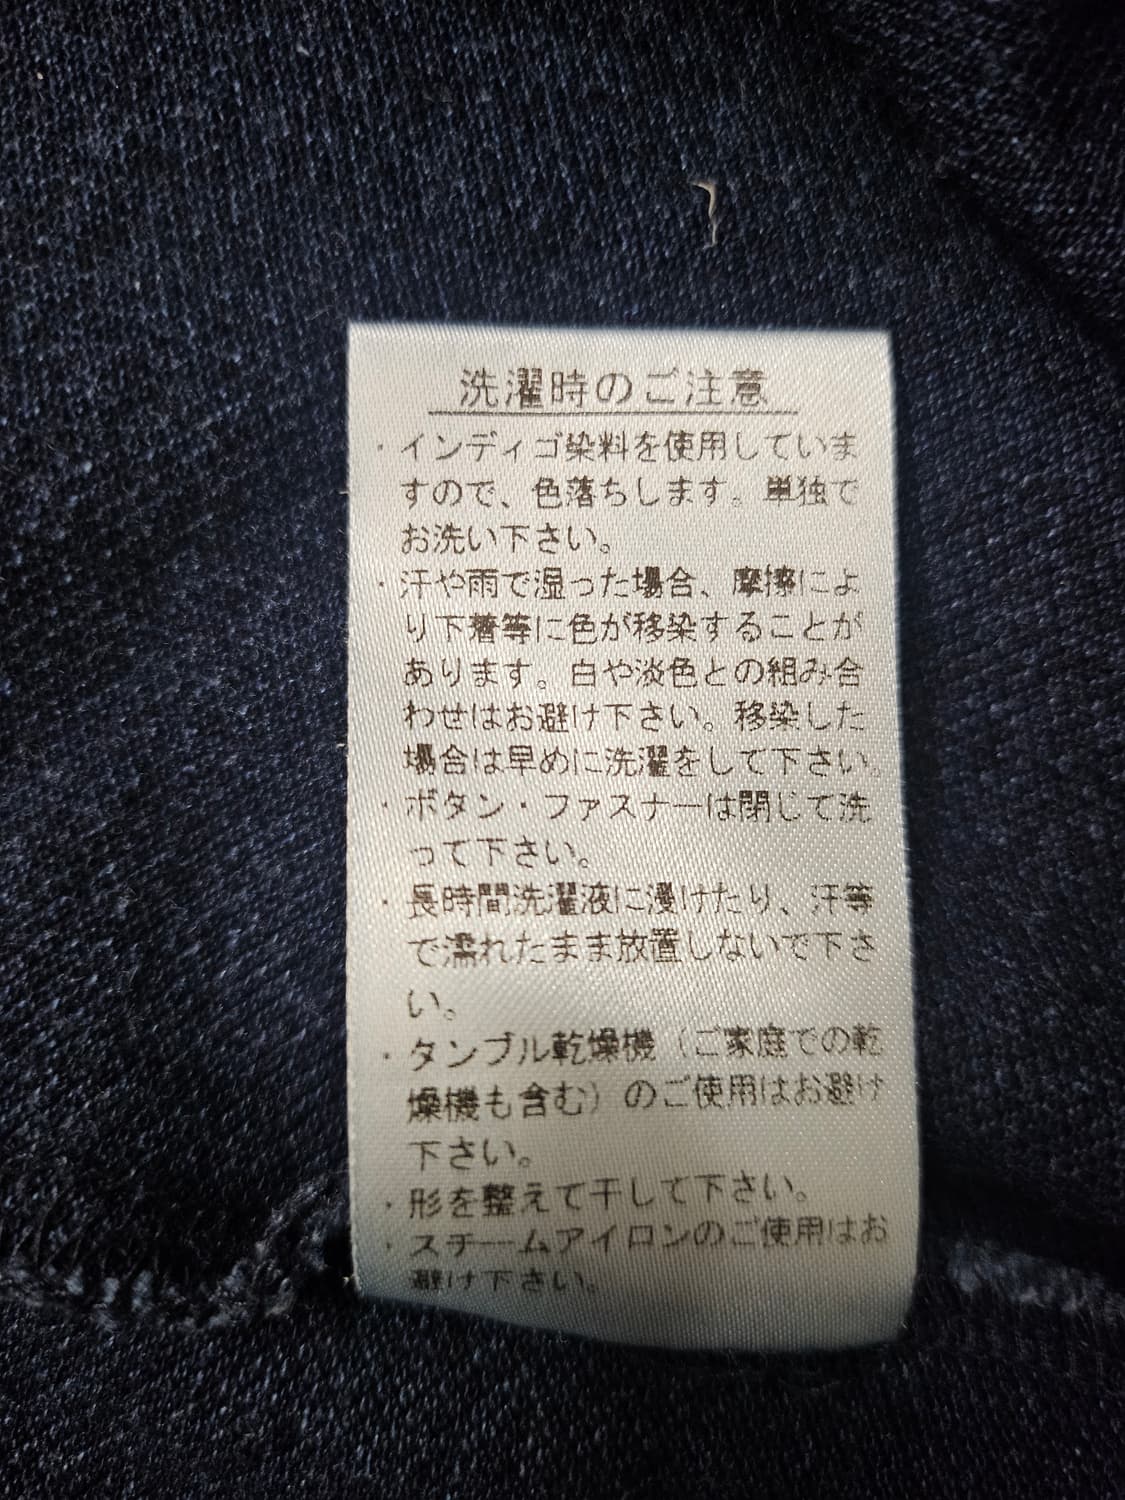 洗濯時のご注意
・インディゴ染料を使用していま
すので、色落ちします。単独で
お洗い下さい。
・汗や雨で湿った場合、摩擦によ
り下着等に色が移染することが
あります。白や淡色との組み合
わせはお避け下さい。移染した
場合は早めに洗濯をして下さい。
・ボタン・ファスナーは閉じて洗
って下さい。
・長時間洗濯液に浸けたり、汗等
で濡れたまま放置しないで下さ
い。
・タンブル乾燥機（ご家庭での乾
燥機も含む）のご使用はお避け
下さい。
・形を整えて干して下さい。
・スチームアイロンのご使用はお
避け下さい。